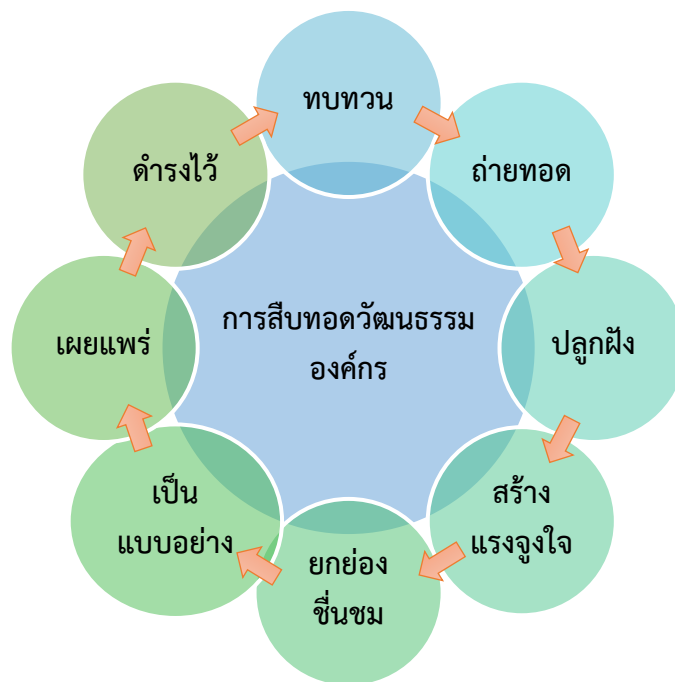 ทบทวน
ถ่ายทอด
ปลูกฝัง
สร้าง
แรงจูงใจ
ยกย่อง
ชื่นชม
เป็น
แบบอย่าง
เผยแพร่
ดำรงไว้
การสืบทอดวัฒนธรรม
องค์กร